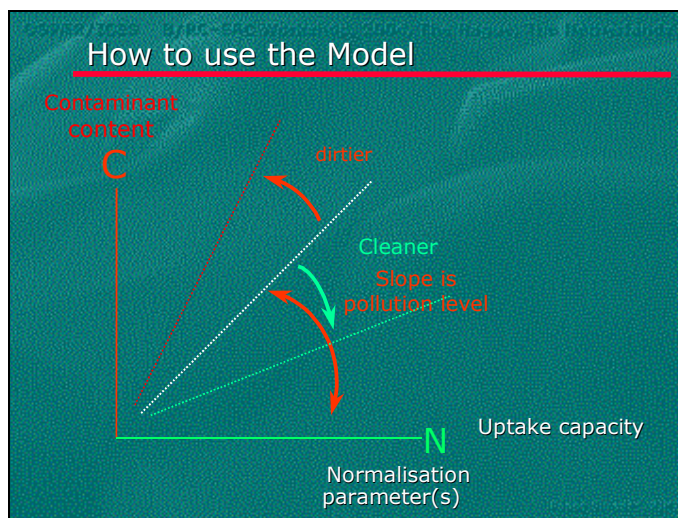 How to use the Model
Contaminant
content
C
dirtier
Cleaner
Slope is
pollution level
N
Uptake capacity
Normalisation
parameter(s)